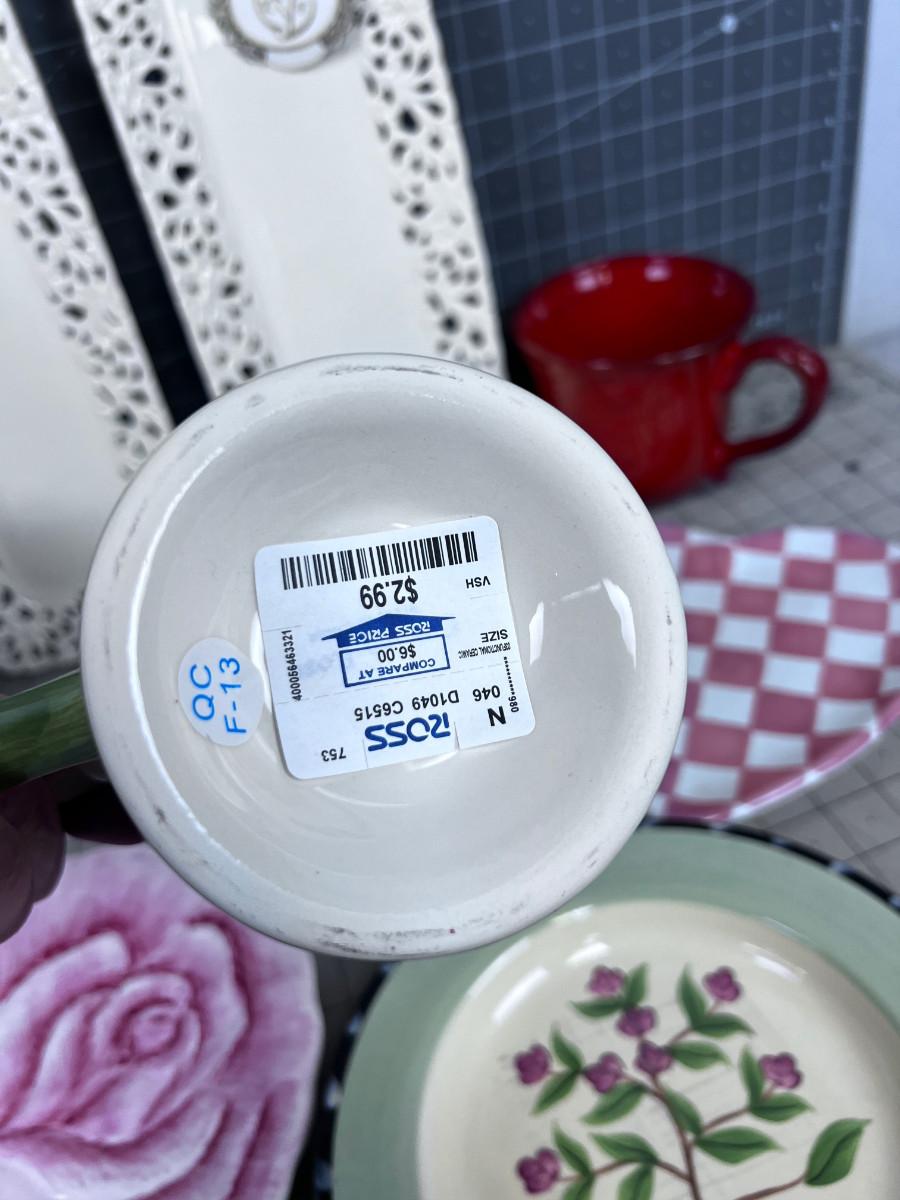 ROSS
753
N
046 D1049 C6515
COMPARE AT
$6.00
ROSS PRICE
$2.99
SIZE
VSH
400056463321
QC
F-13